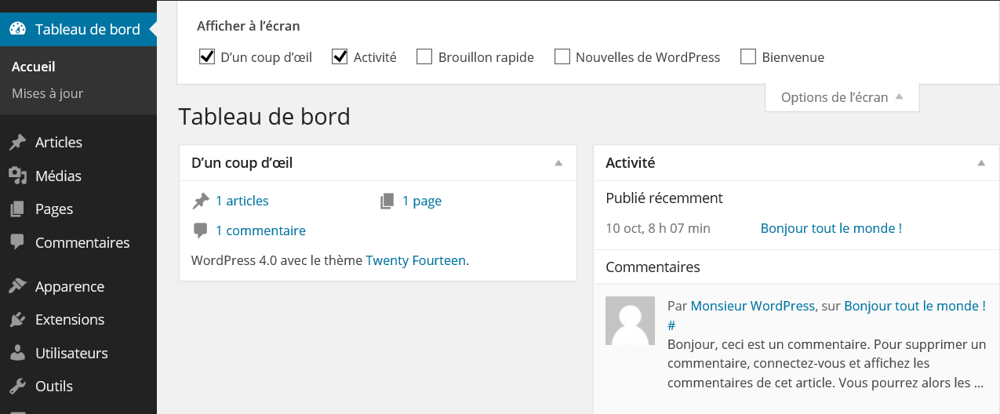 Tableau de bord
Accueil
Mises à jour
Articles
Médias
Pages
Commentaires
Apparence
Extensions
Utilisateurs
Outils
Afficher à l’écran
D’un coup d’œil Activité Brouillon rapide Nouvelles de WordPress Bienvenue
Options de l’écran
Tableau de bord
D’un coup d’œil
1 articles 1 page
1 commentaire
WordPress 4.0 avec le thème Twenty Fourteen.
Activité
Publié récemment
10 oct, 8 h 07 min Bonjour tout le monde !
Commentaires
Par Monsieur WordPress, sur Bonjour tout le monde !
#
Bonjour, ceci est un commentaire. Pour supprimer un
commentaire, connectez-vous et affichez les
commentaires de cet article. Vous pourrez alors les ...